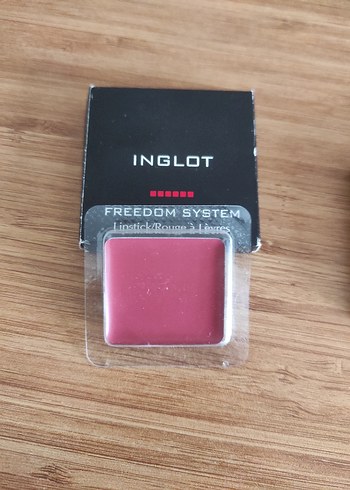 INGLOT
FREEDOM SYSTEM
Lipstick/Rouge à Lèvres